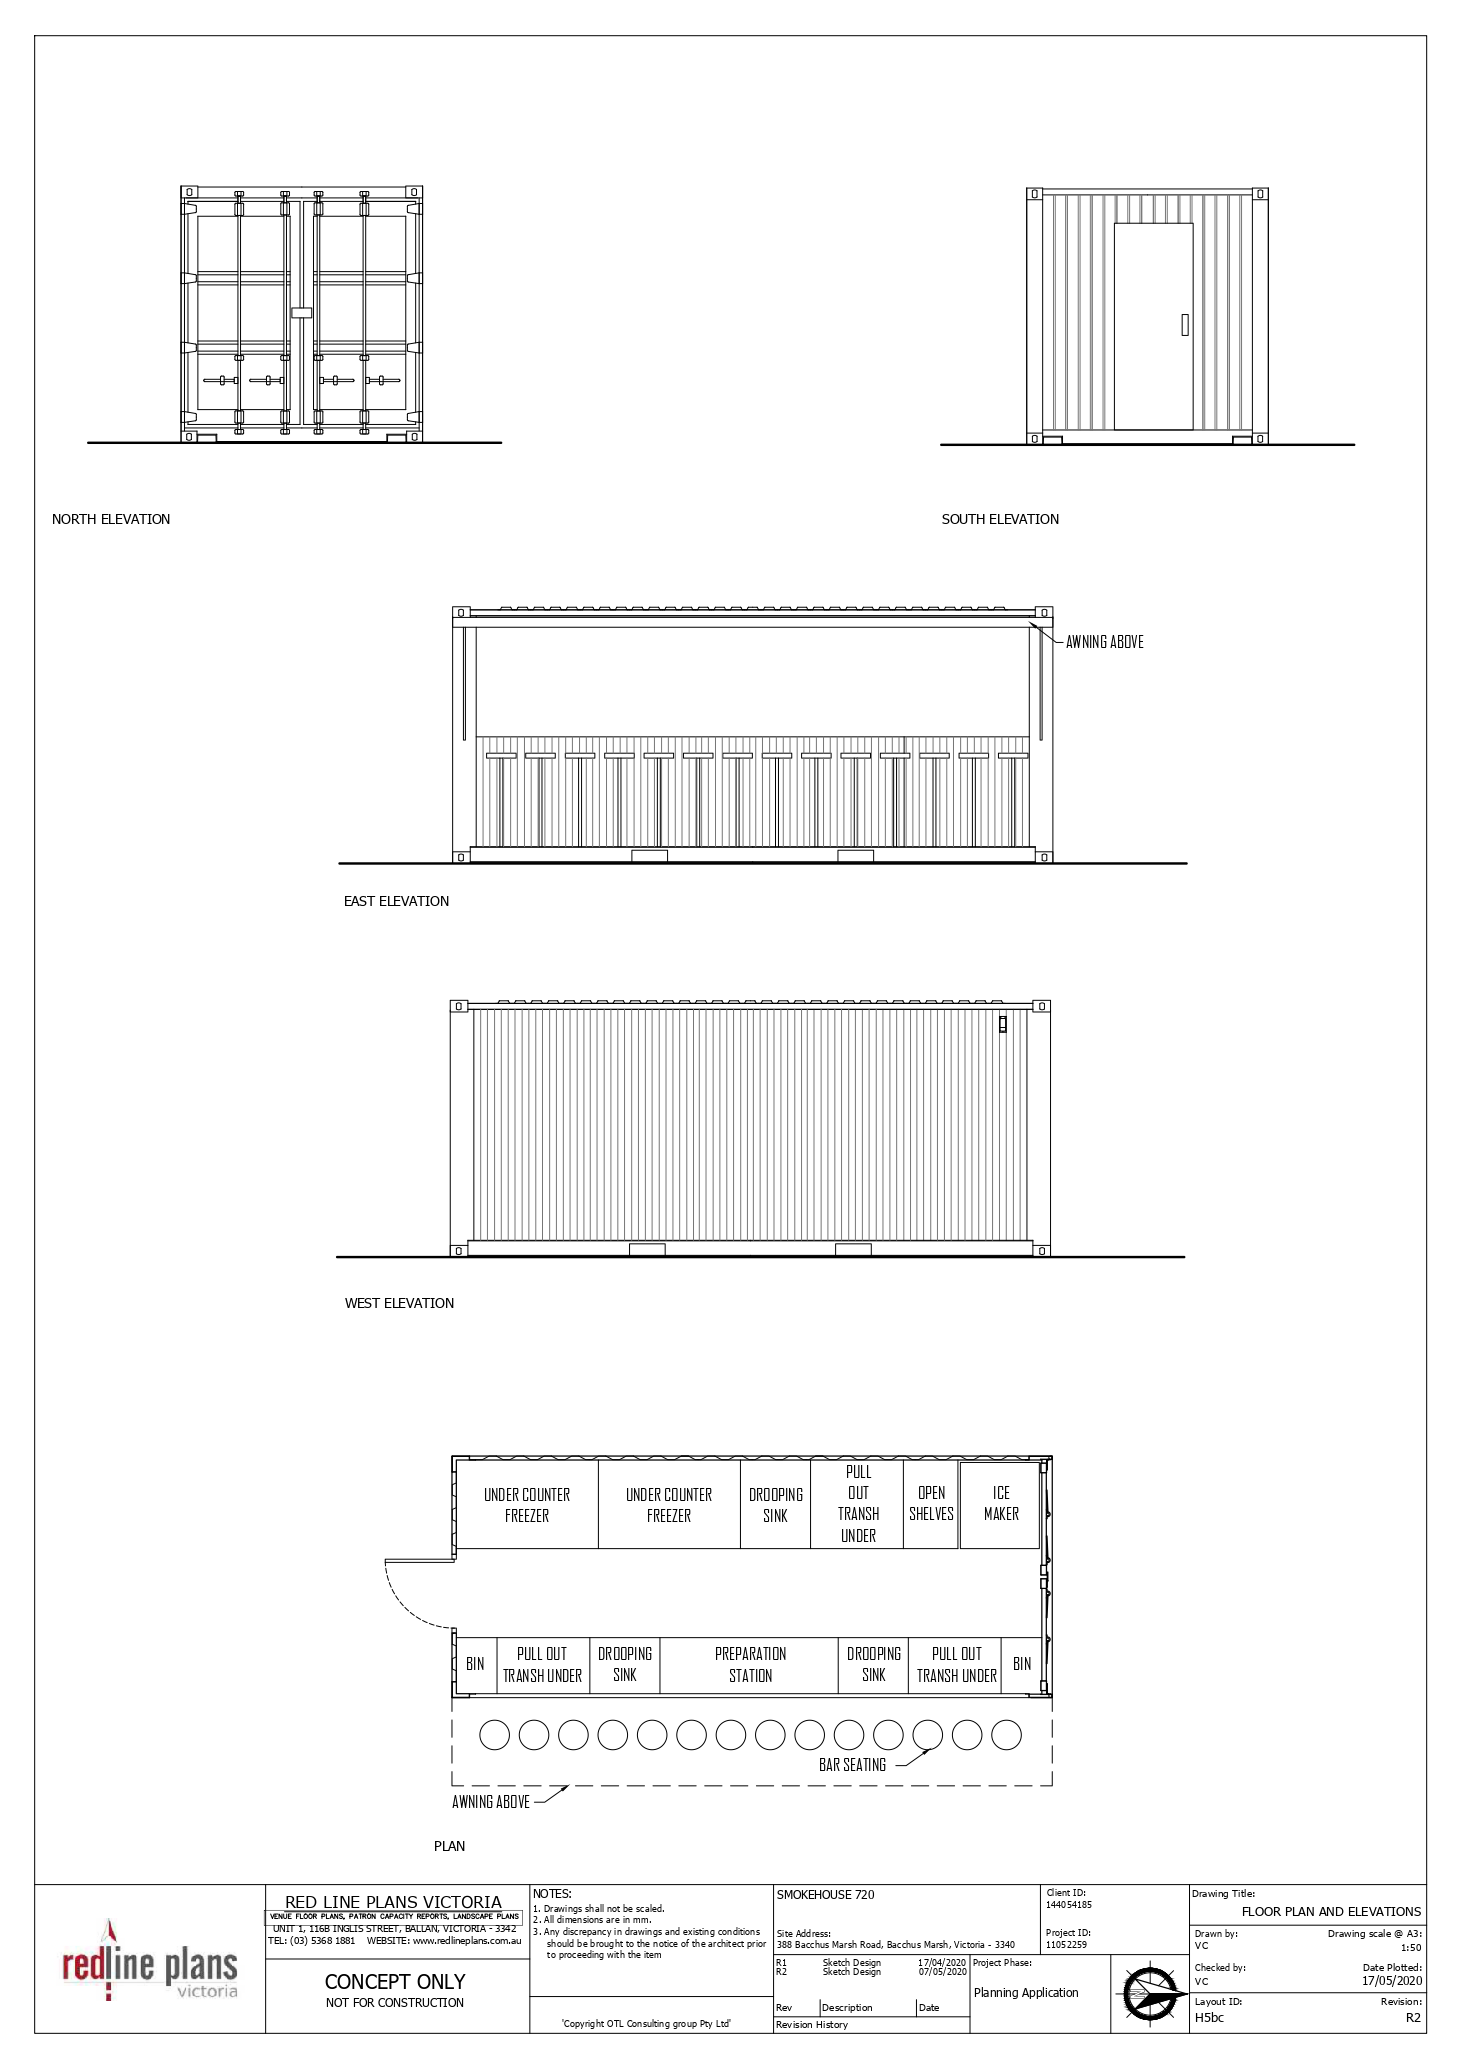 NORTH ELEVATION
SOUTH ELEVATION
AWNING ABOVE
EAST ELEVATION
WEST ELEVATION
UNDER COUNTER
FREEZER
UNDER COUNTER
FREEZER
DROOPING
SINK
PULL
OUT
TRANSH
UNDER
OPEN
SHELVES
ICE
MAKER
BIN
PULL OUT
TRANSH UNDER
DROOPING
SINK
PREPARATION
STATION
DROOPING
SINK
PULL OUT
TRANSH UNDER
BIN
BAR SEATING
AWNING ABOVE
PLAN
redline plans
victoria
RED LINE PLANS VICTORIA
VENUE FLOOR PLANS, PATRON CAPACITY REPORTS, LANDSCAPE PLANS
UNIT 1, 116B INGLIS STREET, BALLAN, VICTORIA - 3342
TEL: (03) 5368 1881 WEBSITE: www.redlineplans.com.au
CONCEPT ONLY
NOT FOR CONSTRUCTION
NOTES:
1. Drawings shall not be scaled.
2. All dimensions are in mm.
3. Any discrepancy in drawings and existing conditions
should be brought to the notice of the architect prior
to proceeding with the item
'Copyright OTL Consulting group Pty Ltd'
SMOKEHOUSE 720
Site Address:
388 Bacchus Marsh Road, Bacchus Marsh, Victoria - 3340
R1 Sketch Design 17/04/2020
R2 Sketch Design 07/05/2020
Rev Description Date
Revision History
Client ID:
144054185
Project ID:
11052259
Project Phase:
Planning Application
Drawing Title:
FLOOR PLAN AND ELEVATIONS
Drawn by:
VC
Drawing scale @ A3:
1:50
Checked by:
VC
Date Plotted:
17/05/2020
Layout ID:
H5bc
Revision:
R2